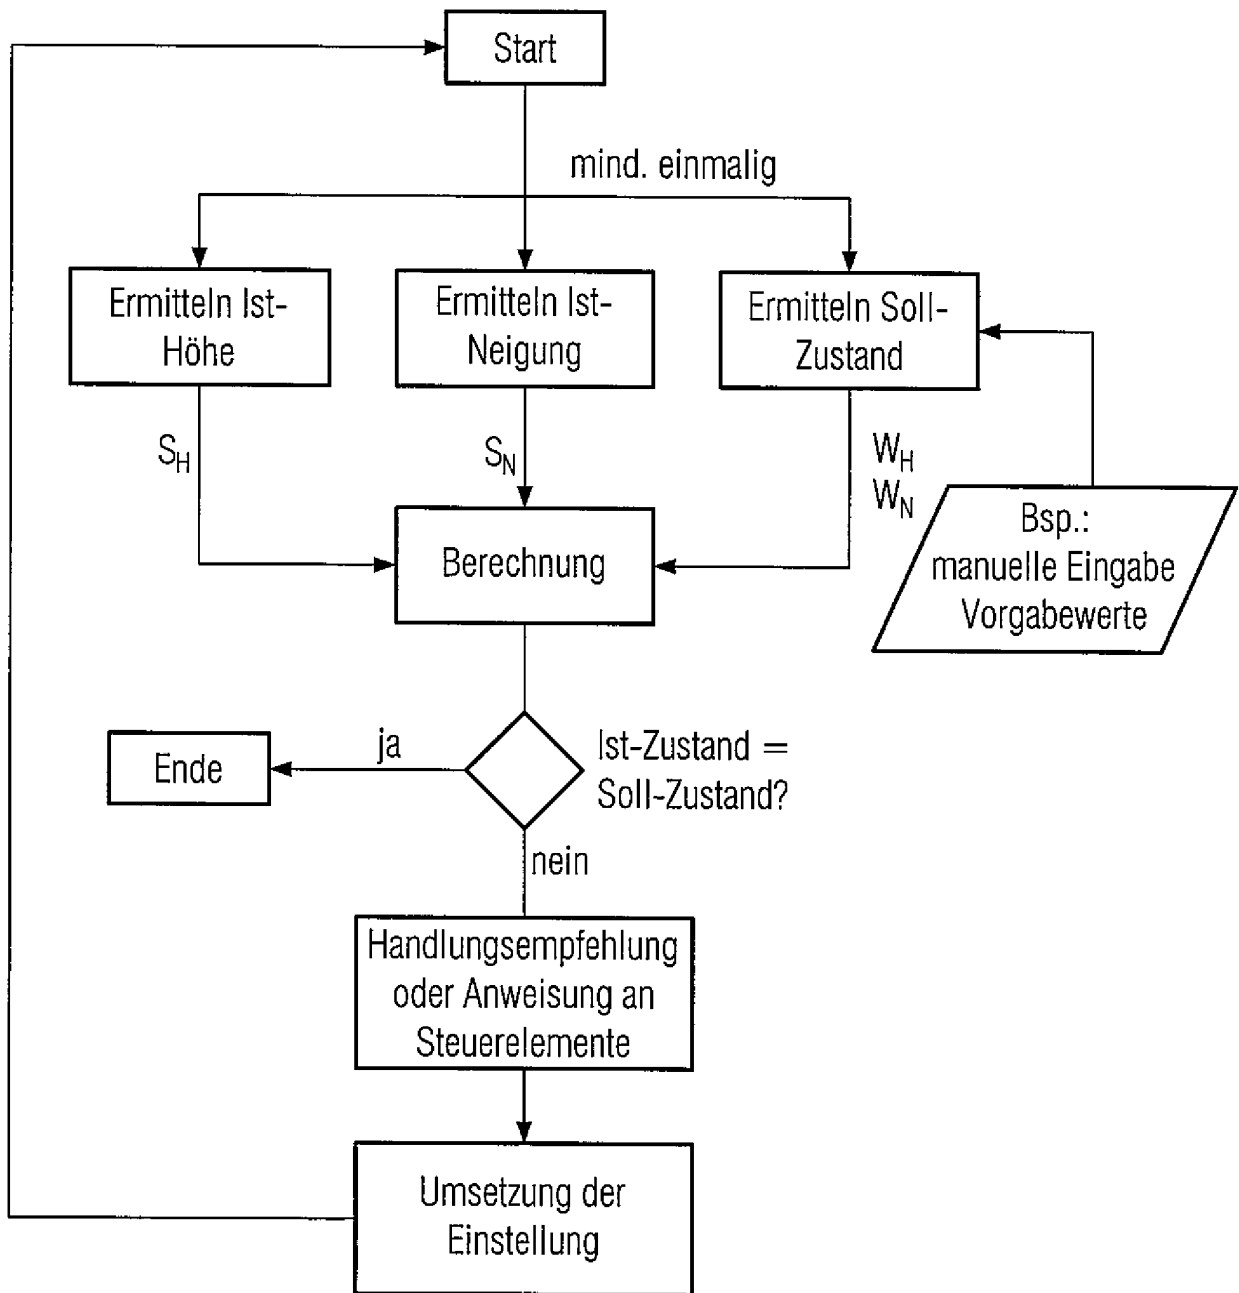 Start
mind. einmalig
Ermitteln Ist-
Höhe
Ermitteln Ist-
Neigung
Ermitteln Soll-
Zustand
S_H
S_N
W_H
W_N
Bsp.:
manuelle Eingabe
Vorgabewerte
Berechnung
Ende
ja
Ist-Zustand =
Soll-Zustand?
nein
Handlungsempfehlung
oder Anweisung an
Steuerelemente
Umsetzung der
Einstellung